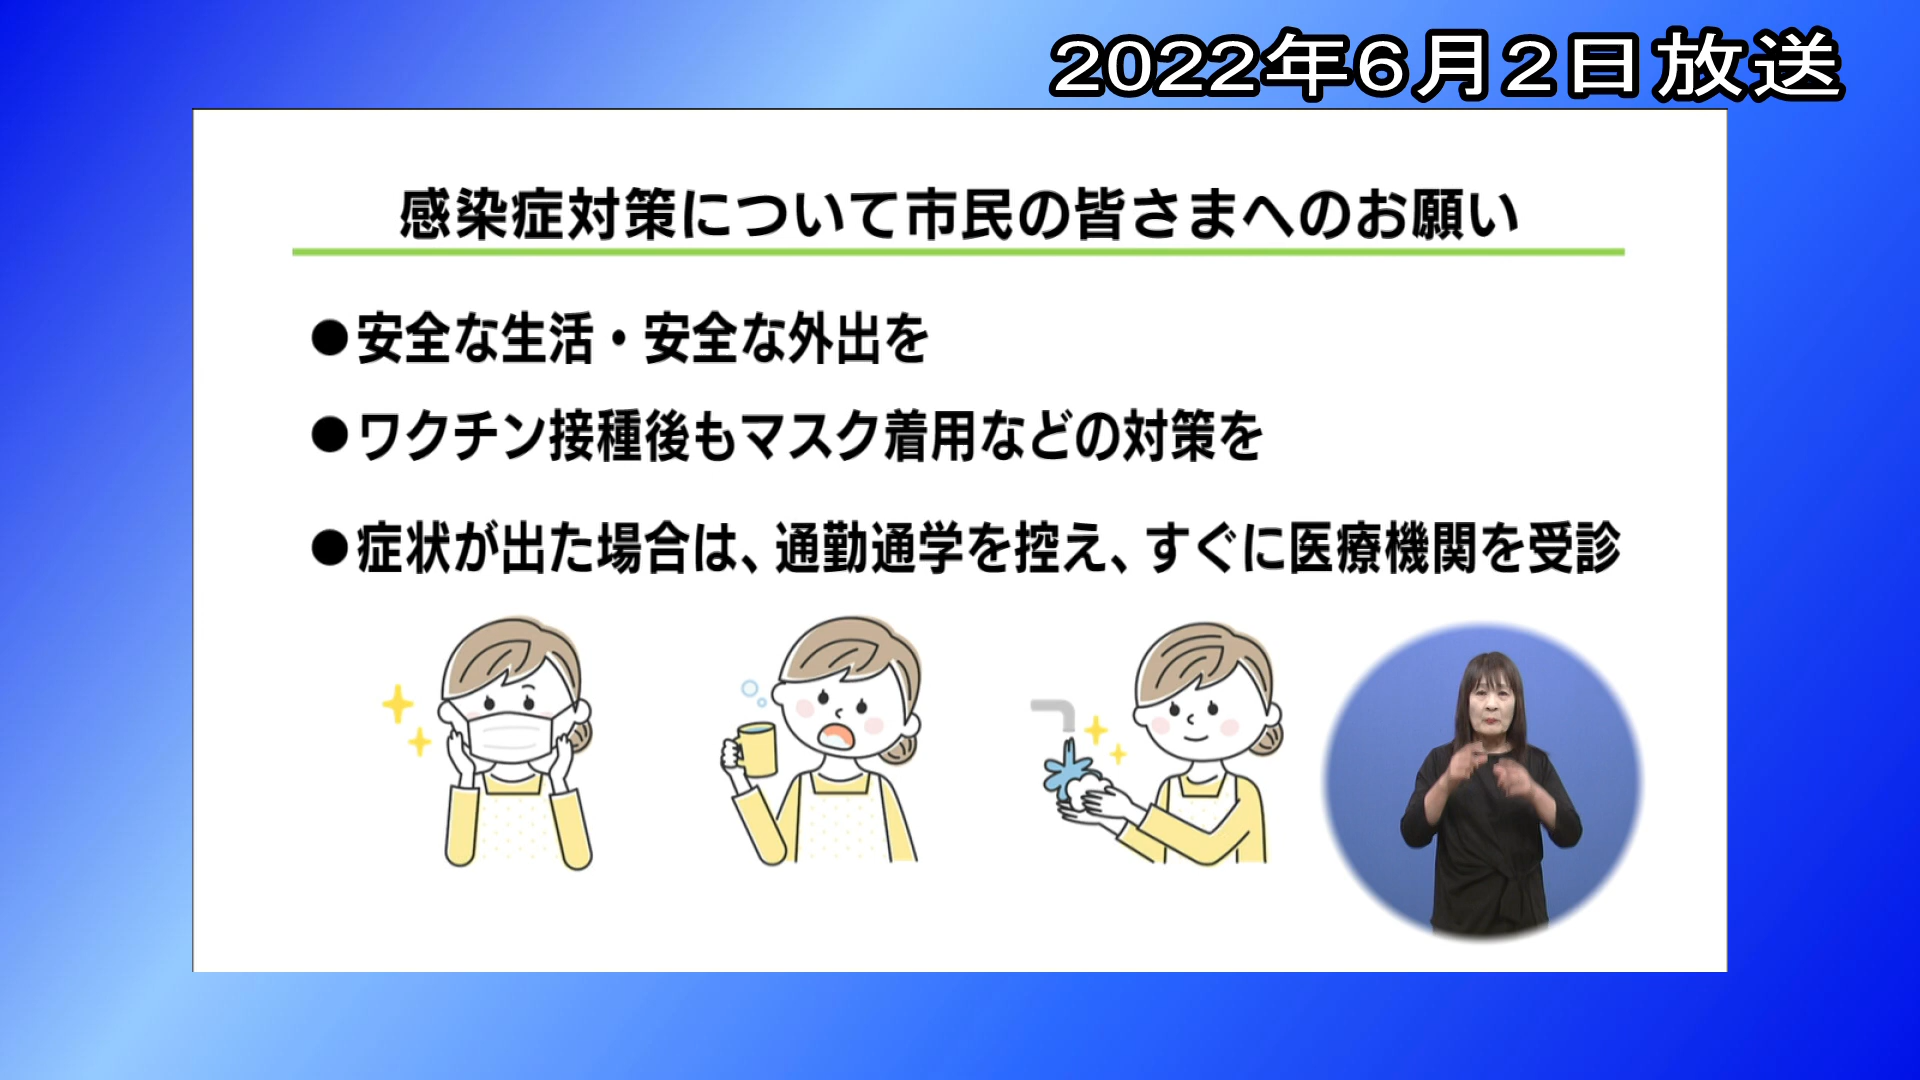 2022年6月2日放送
感染症対策について市民の皆さまへのお願い
●安全な生活・安全な外出を
●ワクチン接種後もマスク着用などの対策を
●症状が出た場合は、通勤通学を控え、すぐに医療機関を受診